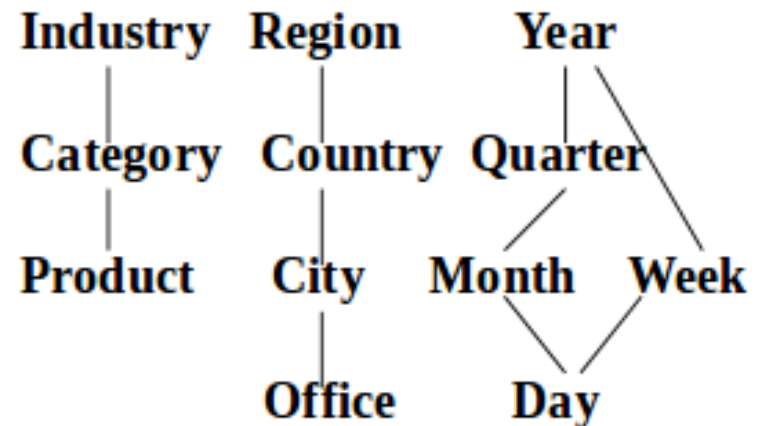 Industry Region Year
Category Country Quarter
Product City Month Week
Office Day